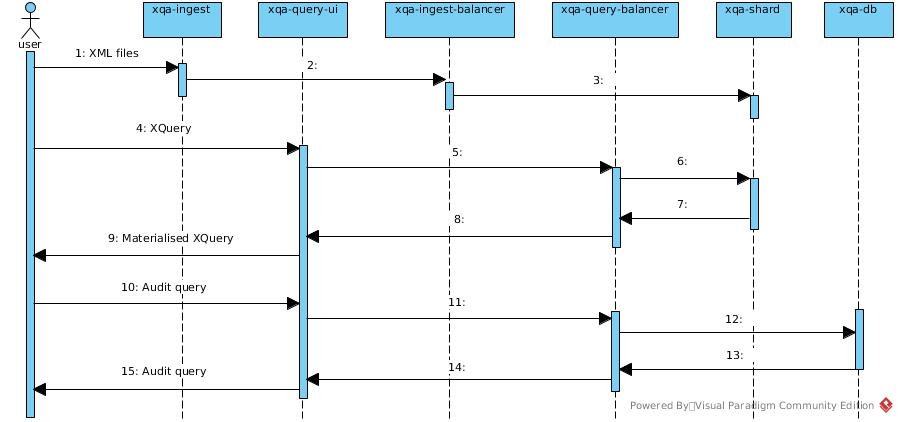 xqa-ingest
xqa-query-ui
xqa-ingest-balancer
xqa-query-balancer
xqa-shard
xqa-db
user
1: XML files
2:
3:
4: XQuery
5:
6:
7:
8:
9: Materialised XQuery
10: Audit query
11:
12:
13:
14:
15: Audit query
Powered By Visual Paradigm Community Edition